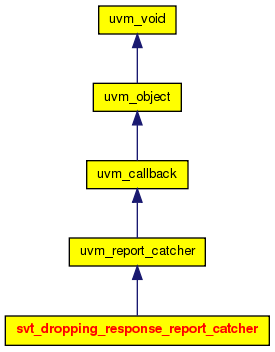 uvm_void
uvm_object
uvm_callback
uvm_report_catcher
svt_dropping_response_report_catcher